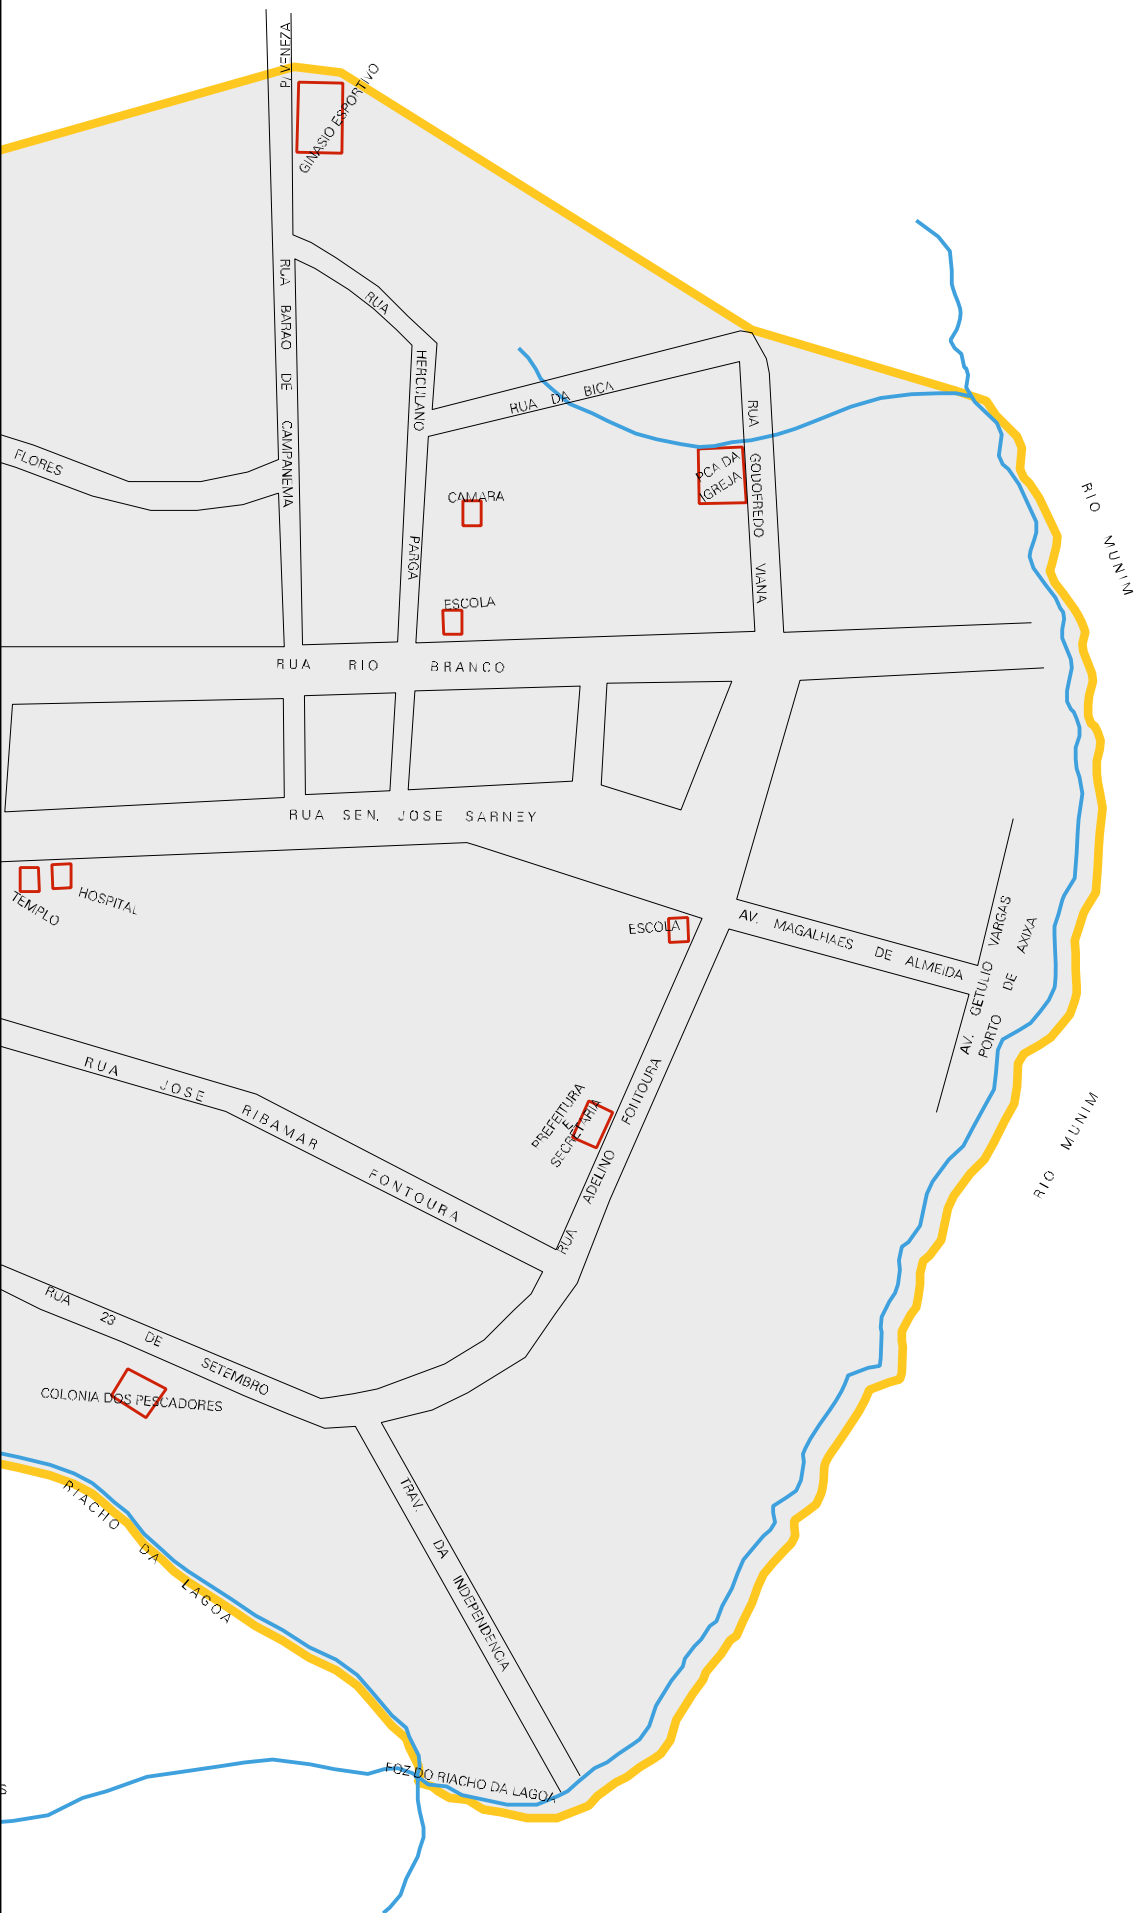 P/ VENEZA
GINASIO ESPORTIVO
RUA BARAO DE CAMPANEMA
RUA HERCULANO PARGA
RUA DA BICA
RUA GODOFREDO VIANA
FLORES
PCA DA
IGREJA
CAMARA
ESCOLA
RIO MUNIM
RUA RIO BRANCO
RUA SEN. JOSE SARNEY
TEMPLO
HOSPITAL
ESCOLA
AV. MAGALHAES DE ALMEIDA
AV. GETULIO VARGAS
PORTO DE AXIXA
RUA JOSE RIBAMAR FONTOURA
PREFEITURA
E
SECRETARIA
RUA ADELINO FONTOURA
RIO MUNIM
RUA 23 DE SETEMBRO
COLONIA DOS PESCADORES
RIACHO DA LAGOA
TRAV. DA INDEPENDENCIA
FOZ DO RIACHO DA LAGOA
S